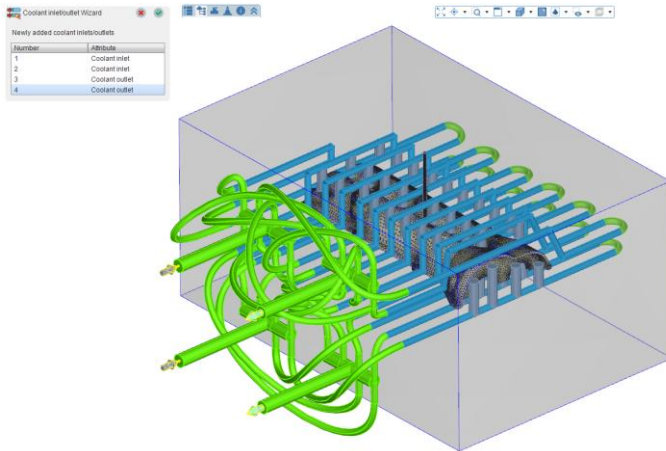 Coolant inlet/outlet Wizard
Newly added coolant inlets/outlets
Number Attribute
1 Coolant inlet
2 Coolant inlet
3 Coolant outlet
4 Coolant outlet